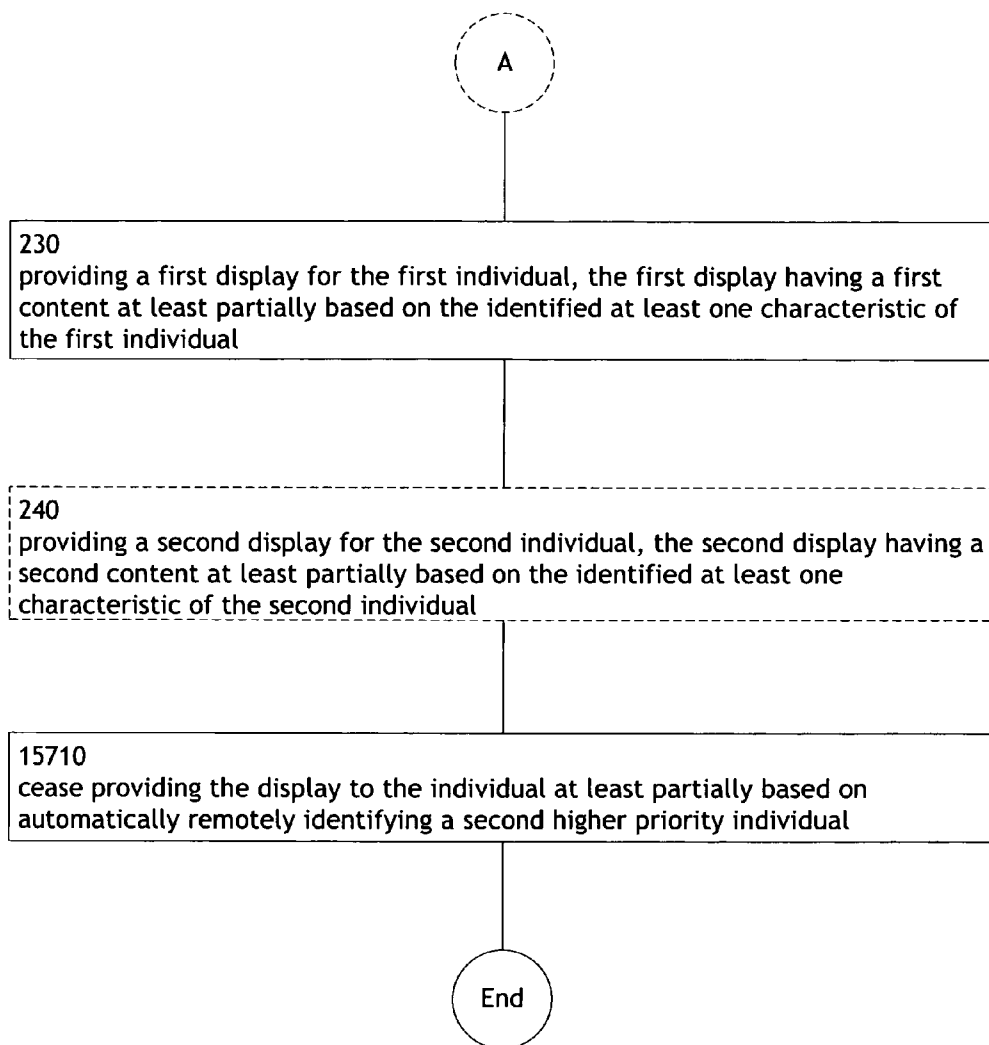 A
230
providing a first display for the first individual, the first display having a first
content at least partially based on the identified at least one characteristic of
the first individual
240
providing a second display for the second individual, the second display having a
second content at least partially based on the identified at least one
characteristic of the second individual
15710
cease providing the display to the individual at least partially based on
automatically remotely identifying a second higher priority individual
End